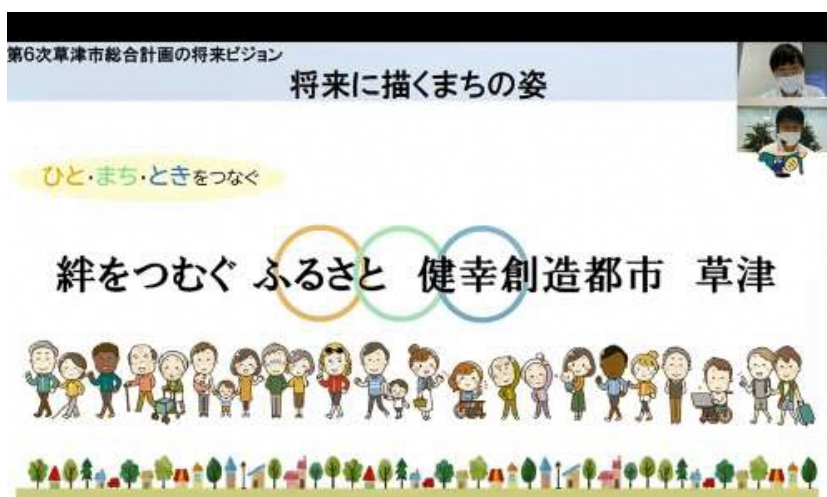 第6次草津市総合計画の将来ビジョン
将来に描くまちの姿
ひと・まち・ときをつなぐ
絆をつむぐ ふるさと 健幸創造都市 草津